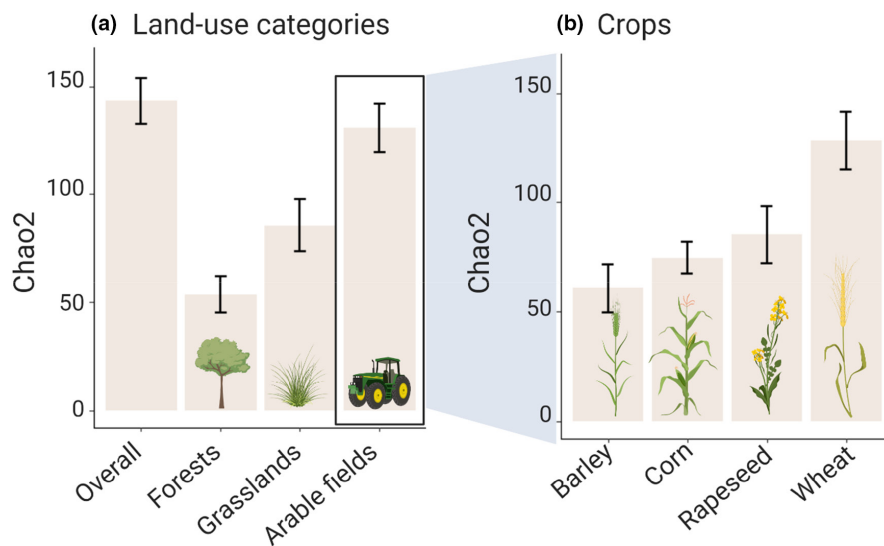 (a) Land-use categories
Chao2
150
100
50
0
Overall
Forests
Grasslands
Arable fields
(b) Crops
Chao2
150
100
50
0
Barley
Corn
Rapeseed
Wheat